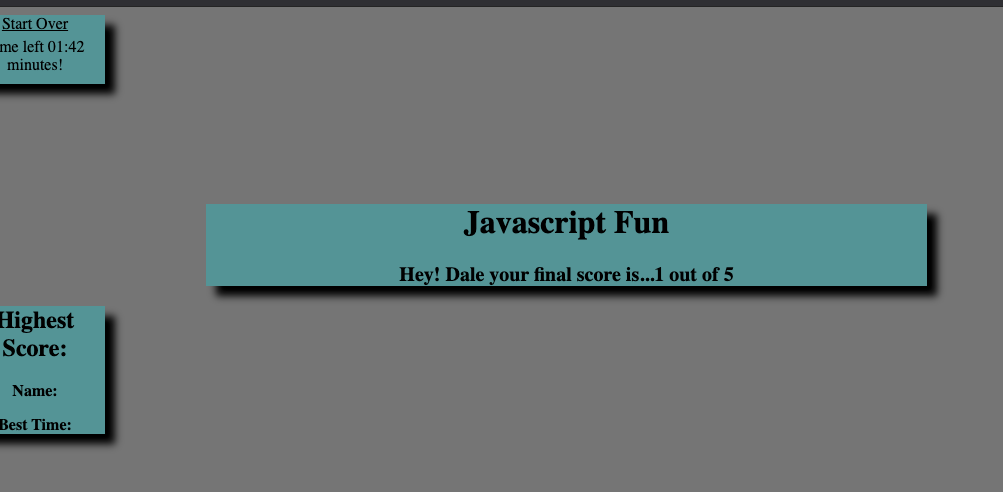 Start Over
me left 01:42
minutes!
Javascript Fun
Hey! Dale your final score is...1 out of 5
Highest
Score:
Name:
Best Time: